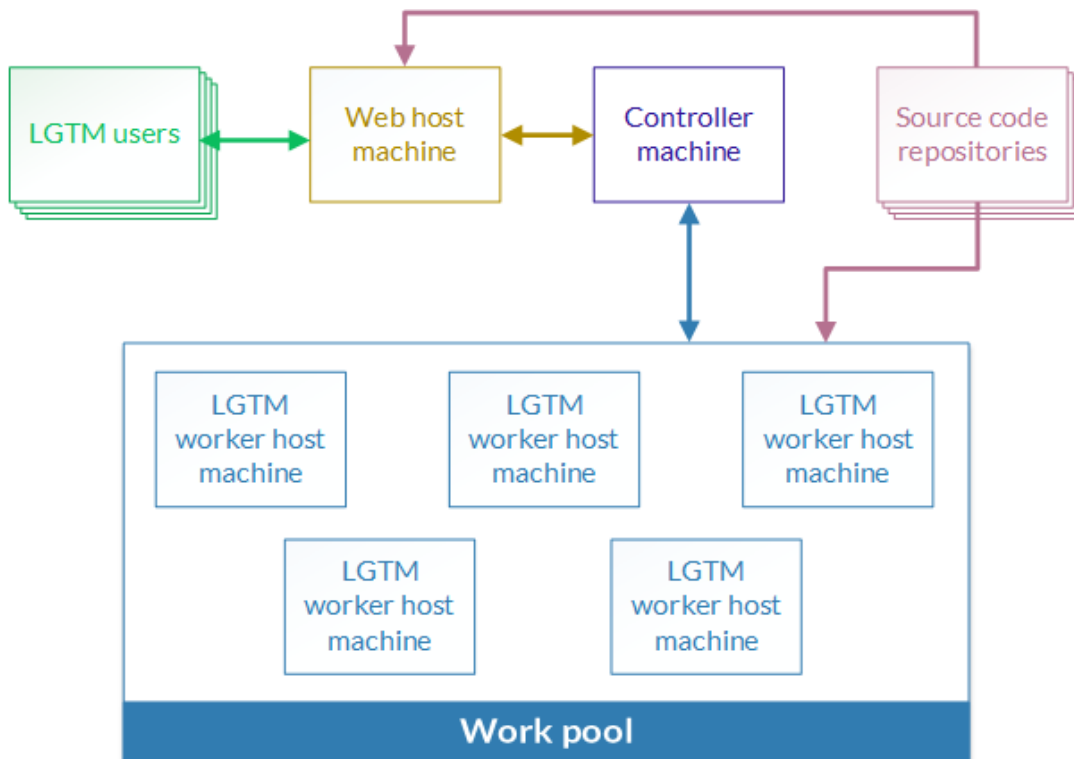 LGTM users
Web host
machine
Controller
machine
Source code
repositories
LGTM
worker host
machine
LGTM
worker host
machine
LGTM
worker host
machine
LGTM
worker host
machine
LGTM
worker host
machine
Work pool